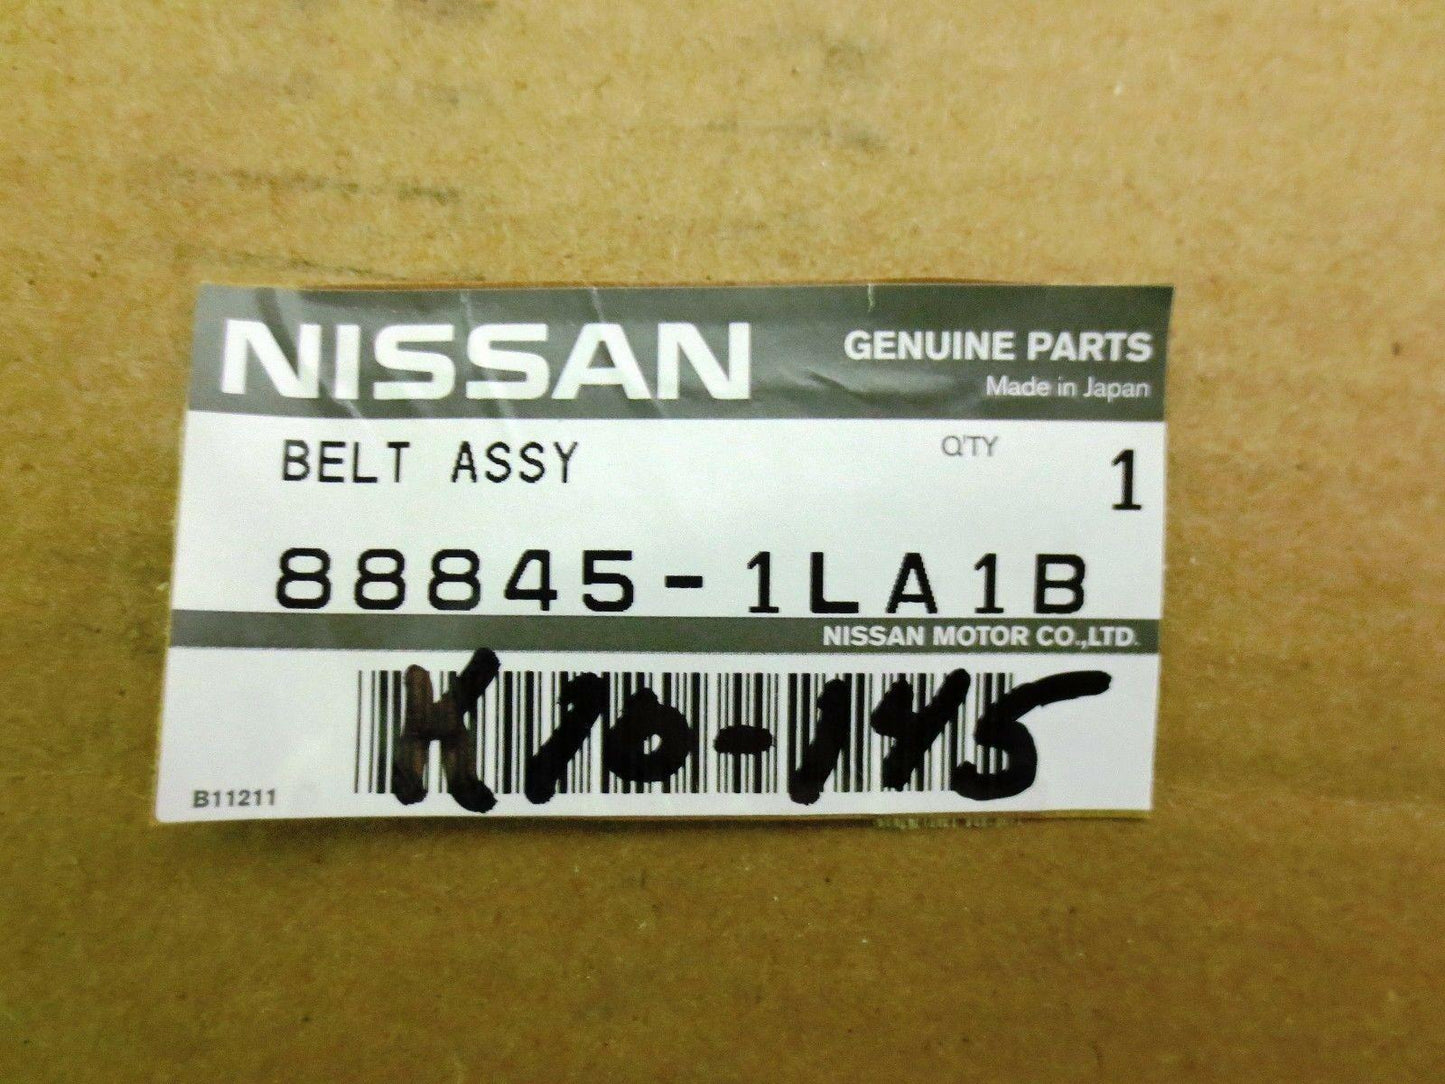 NISSAN
GENUINE PARTS
Made in Japan
BELT ASSY
Q'TY
1
88845-1LA1B
NISSAN MOTOR CO.,LTD.
K10-145
B11211